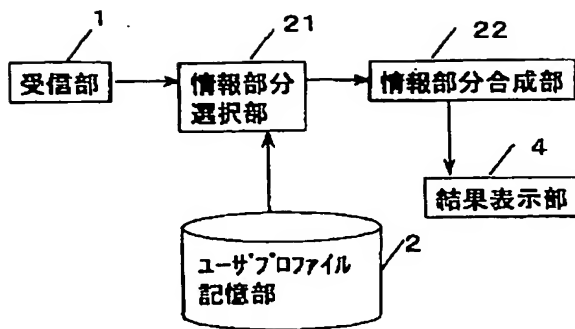 1
21
22
受信部
情報部分
選択部
情報部分合成部
4
結果表示部
2
ユーザプロファイル
記憶部